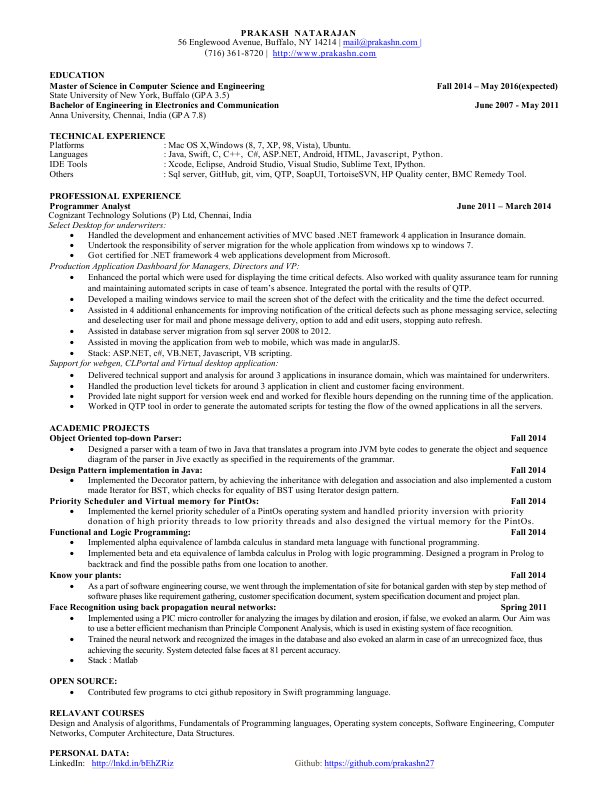 PRAKASH NATARAJAN
56 Englewood Avenue, Buffalo, NY 14214 | mail@prakashn.com |
(716) 361-8720 | http://www.prakashn.com
EDUCATION
Master of Science in Computer Science and Engineering Fall 2014 – May 2016(expected)
State University of New York, Buffalo (GPA 3.5)
Bachelor of Engineering in Electronics and Communication June 2007 - May 2011
Anna University, Chennai, India (GPA 7.8)
TECHNICAL EXPERIENCE
Platforms : Mac OS X,Windows (8, 7, XP, 98, Vista), Ubuntu.
Languages : Java, Swift, C, C++, C#, ASP.NET, Android, HTML, Javascript, Python.
IDE Tools : Xcode, Eclipse, Android Studio, Visual Studio, Sublime Text, IPython.
Others : Sql server, GitHub, git, vim, QTP, SoapUI, TortoiseSVN, HP Quality center, BMC Remedy Tool.
PROFESSIONAL EXPERIENCE
Programmer Analyst June 2011 – March 2014
Cognizant Technology Solutions (P) Ltd, Chennai, India
Select Desktop for underwriters:
• Handled the development and enhancement activities of MVC based .NET framework 4 application in Insurance domain.
• Undertook the responsibility of server migration for the whole application from windows xp to windows 7.
• Got certified for .NET framework 4 web applications development from Microsoft.
Production Application Dashboard for Managers, Directors and VP:
• Enhanced the portal which were used for displaying the time critical defects. Also worked with quality assurance team for running
and maintaining automated scripts in case of team's absence. Integrated the portal with the results of QTP.
• Developed a mailing windows service to mail the screen shot of the defect with the criticality and the time the defect occurred.
• Assisted in 4 additional enhancements for improving notification of the critical defects such as phone messaging service, selecting
and deselecting user for mail and phone message delivery, option to add and edit users, stopping auto refresh.
• Assisted in database server migration from sql server 2008 to 2012.
• Assisted in moving the application from web to mobile, which was made in angularJS.
• Stack: ASP.NET, c#, VB.NET, Javascript, VB scripting.
Support for webgen, CLPortal and Virtual desktop application:
• Delivered technical support and analysis for around 3 applications in insurance domain, which was maintained for underwriters.
• Handled the production level tickets for around 3 application in client and customer facing environment.
• Provided late night support for version week end and worked for flexible hours depending on the running time of the application.
• Worked in QTP tool in order to generate the automated scripts for testing the flow of the owned applications in all the servers.
ACADEMIC PROJECTS
Object Oriented top-down Parser: Fall 2014
• Designed a parser with a team of two in Java that translates a program into JVM byte codes to generate the object and sequence
diagram of the parser in Jive exactly as specified in the requirements of the grammar.
Design Pattern implementation in Java: Fall 2014
• Implemented the Decorator pattern, by achieving the inheritance with delegation and association and also implemented a custom
made Iterator for BST, which checks for equality of BST using Iterator design pattern.
Priority Scheduler and Virtual memory for PintOs: Fall 2014
• Implemented the kernel priority scheduler of a PintOs operating system and handled priority inversion with priority
donation of high priority threads to low priority threads and also designed the virtual memory for the PintOs.
Functional and Logic Programming: Fall 2014
• Implemented alpha equivalence of lambda calculus in standard meta language with functional programming.
• Implemented beta and eta equivalence of lambda calculus in Prolog with logic programming. Designed a program in Prolog to
backtrack and find the possible paths from one location to another.
Know your plants: Fall 2014
• As a part of software engineering course, we went through the implementation of site for botanical garden with step by step method of
software phases like requirement gathering, customer specification document, system specification document and project plan.
Face Recognition using back propagation neural networks: Spring 2011
• Implemented using a PIC micro controller for analyzing the images by dilation and erosion, if false, we evoked an alarm. Our Aim was
to use a better efficient mechanism than Principle Component Analysis, which is used in existing system of face recognition.
• Trained the neural network and recognized the images in the database and also evoked an alarm in case of an unrecognized face, thus
achieving the security. System detected false faces at 81 percent accuracy.
• Stack : Matlab
OPEN SOURCE:
• Contributed few programs to ctci github repository in Swift programming language.
RELAVANT COURSES
Design and Analysis of algorithms, Fundamentals of Programming languages, Operating system concepts, Software Engineering, Computer
Networks, Computer Architecture, Data Structures.
PERSONAL DATA:
LinkedIn: http://lnkd.in/bEhZRiz Github: https://github.com/prakashn27